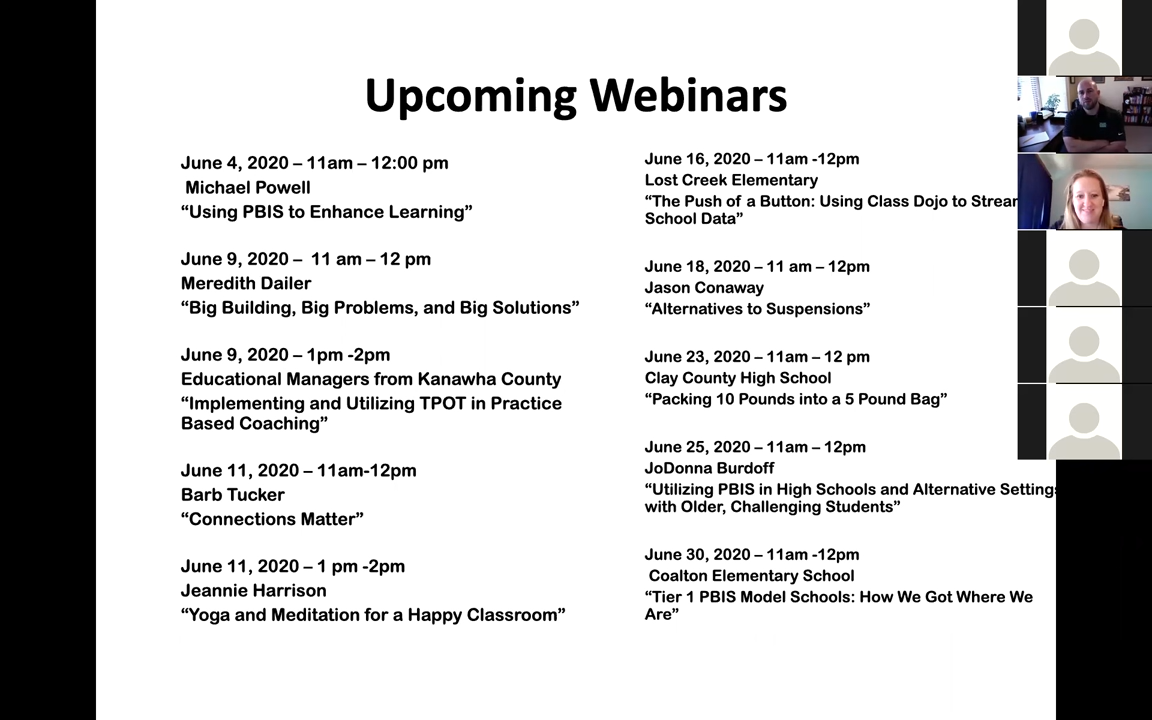 Upcoming Webinars
June 4, 2020 – 11am – 12:00 pm
Michael Powell
“Using PBIS to Enhance Learning”
June 9, 2020 – 11 am – 12 pm
Meredith Dailer
“Big Building, Big Problems, and Big Solutions”
June 9, 2020 – 1pm -2pm
Educational Managers from Kanawha County
“Implementing and Utilizing TPOT in Practice
Based Coaching”
June 11, 2020 – 11am-12pm
Barb Tucker
“Connections Matter”
June 11, 2020 – 1 pm -2pm
Jeannie Harrison
“Yoga and Meditation for a Happy Classroom”
June 16, 2020 – 11am -12pm
Lost Creek Elementary
“The Push of a Button: Using Class Dojo to
School Data”
June 18, 2020 – 11 am – 12pm
Jason Conaway
“Alternatives to Suspensions”
June 23, 2020 – 11am – 12 pm
Clay County High School
“Packing 10 Pounds into a 5 Pound Bag”
June 25, 2020 – 11am – 12pm
JoDonna Burdoff
“Utilizing PBIS in High Schools and Alternative Settings
with Older, Challenging Students”
June 30, 2020 – 11am -12pm
Coalton Elementary School
“Tier 1 PBIS Model Schools: How We Got Where We
Are”